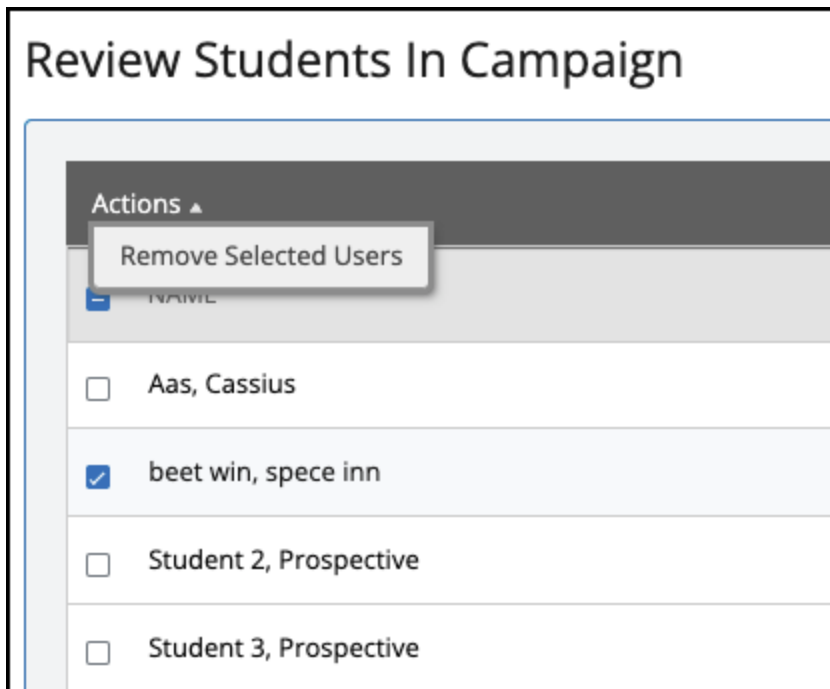 Review Students In Campaign
Actions
Remove Selected Users
NAME
Aas, Cassius
beet win, spece inn
Student 2, Prospective
Student 3, Prospective